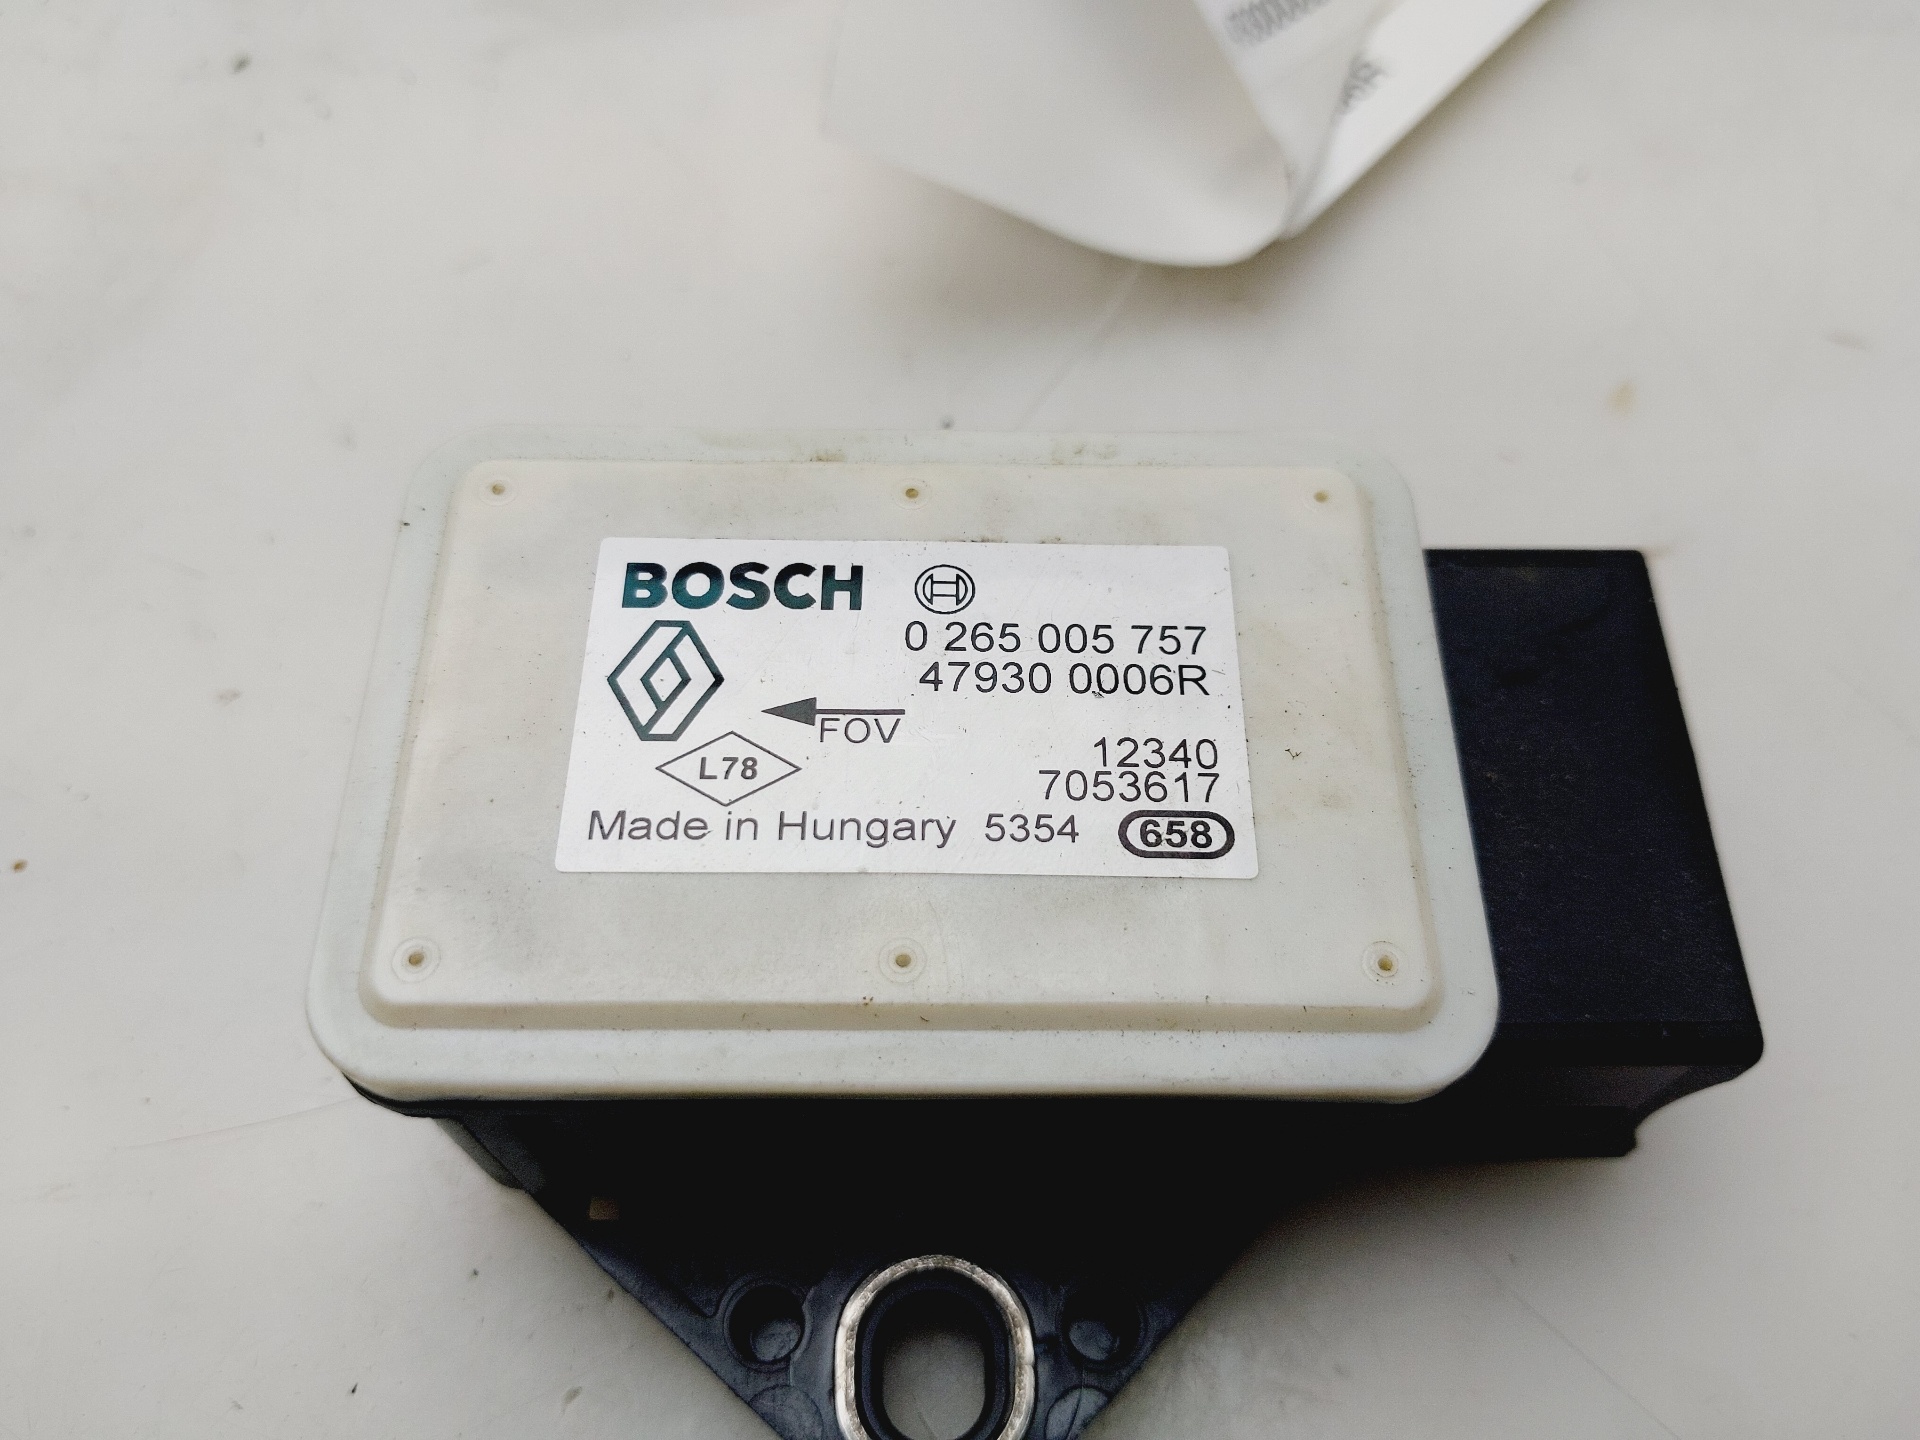 BOSCH
0 265 005 757
47930 0006R
FOV
L78
12340
7053617
Made in Hungary 5354 658